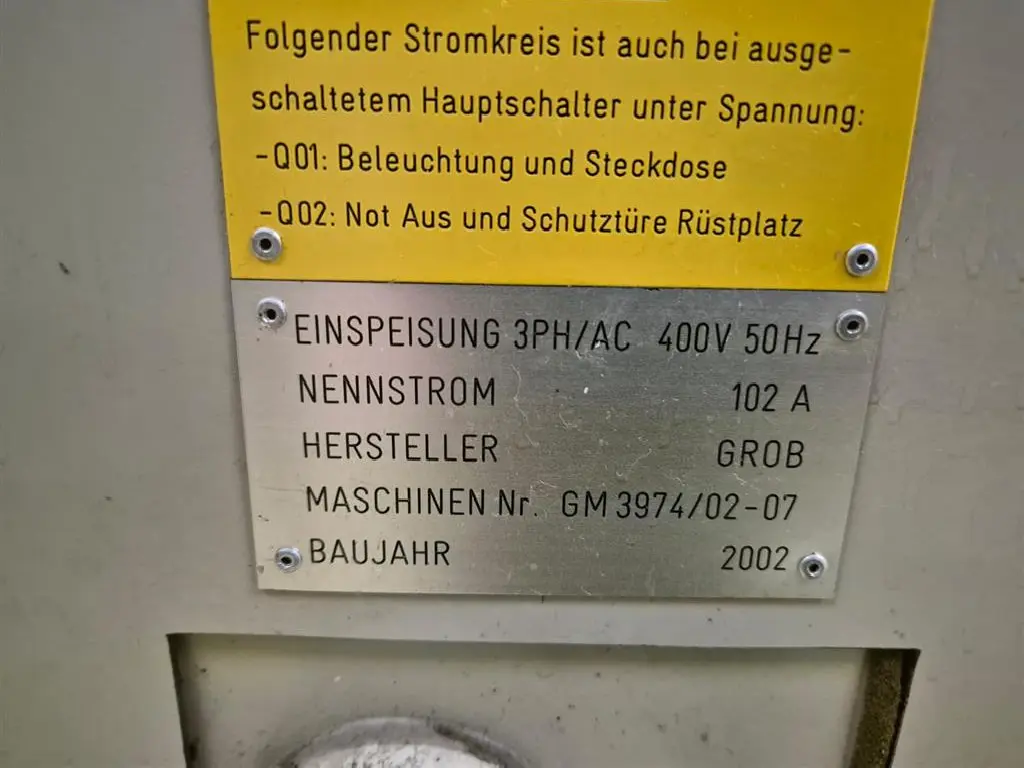 Folgender Stromkreis ist auch bei ausge-
schaltetem Hauptschalter unter Spannung:
-Q01: Beleuchtung und Steckdose
-Q02: Not Aus und Schutztüre Rüstplatz
EINSPEISUNG 3PH/AC 400V 50Hz
NENNSTROM 102 A
HERSTELLER GROB
MASCHINEN Nr. GM 3974/02-07
BAUJAHR 2002